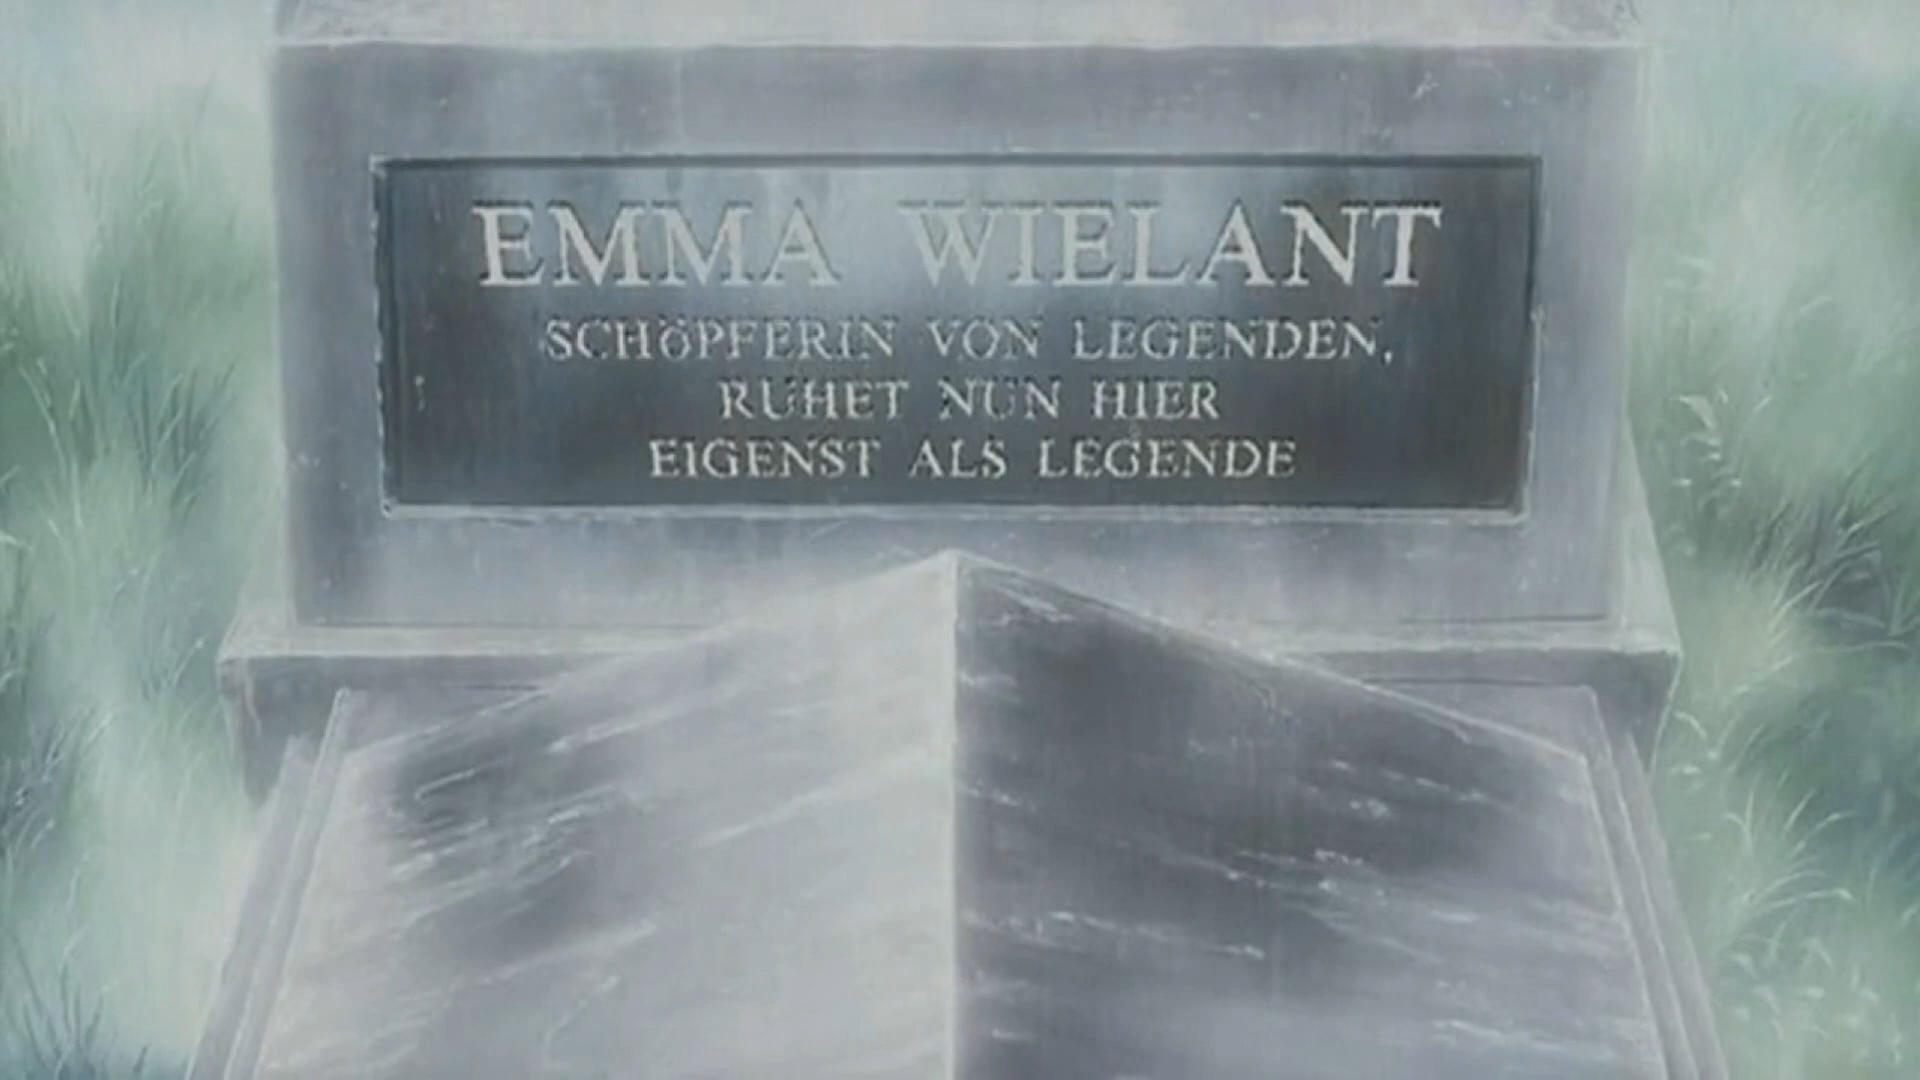 EMMA WIELANT
SCHÖPFERIN VON LEGENDEN,
RUHET NUN HIER
EIGENST ALS LEGENDE